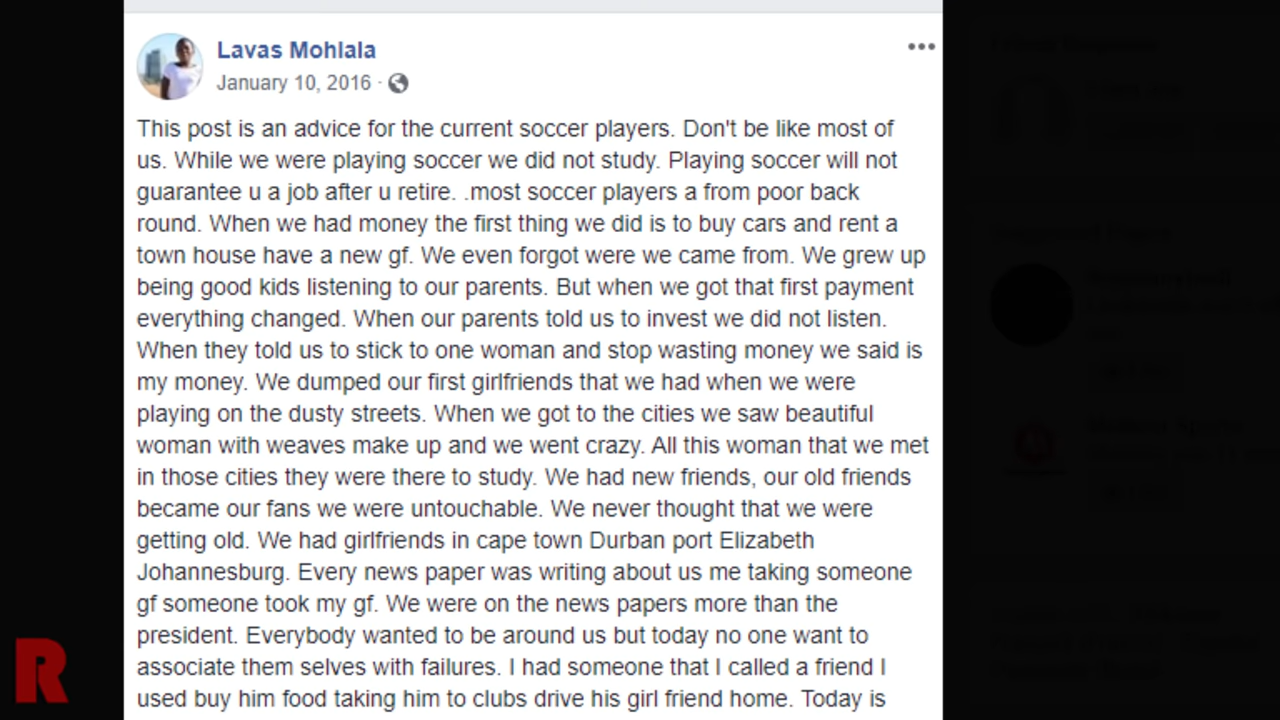 Lavas Mohlala
January 10, 2016 ·
This post is an advice for the current soccer players. Don't be like most of
us. While we were playing soccer we did not study. Playing soccer will not
guarantee u a job after u retire. .most soccer players a from poor back
round. When we had money the first thing we did is to buy cars and rent a
town house have a new gf. We even forgot were we came from. We grew up
being good kids listening to our parents. But when we got that first payment
everything changed. When our parents told us to invest we did not listen.
When they told us to stick to one woman and stop wasting money we said is
my money. We dumped our first girlfriends that we had when we were
playing on the dusty streets. When we got to the cities we saw beautiful
woman with weaves make up and we went crazy. All this woman that we met
in those cities they were there to study. We had new friends, our old friends
became our fans we were untouchable. We never thought that we were
getting old. We had girlfriends in cape town Durban port Elizabeth
Johannesburg. Every news paper was writing about us me taking someone
gf someone took my gf. We were on the news papers more than the
president. Everybody wanted to be around us but today no one want to
associate them selves with failures. I had someone that I called a friend I
used buy him food taking him to clubs drive his girl friend home. Today is
R